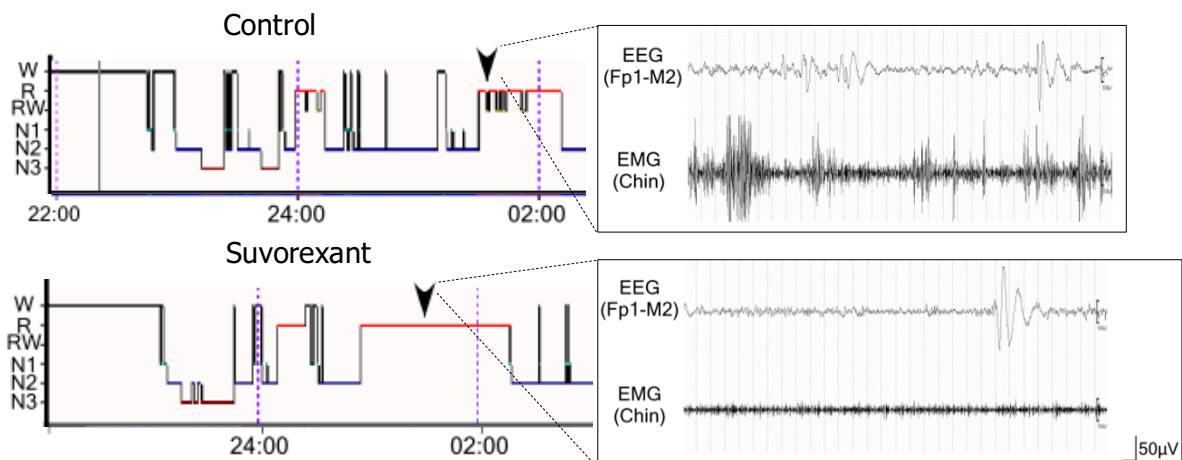 Control
W
R
RW
N1
N2
N3
22:00 24:00 02:00
EEG
(Fp1-M2)
EMG
(Chin)
Suvorexant
W
R
RW
N1
N2
N3
24:00 02:00
EEG
(Fp1-M2)
EMG
(Chin)
50μV